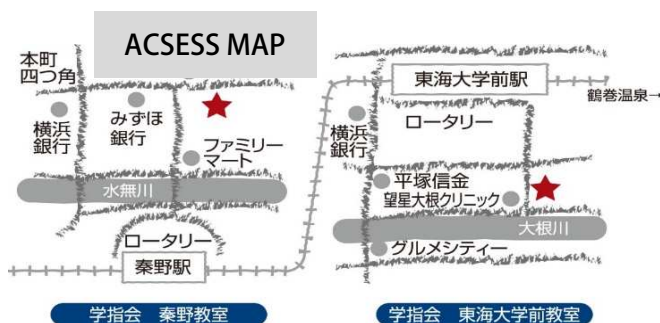 ACSESS MAP
本町
四つ角
横浜
銀行
みずほ
銀行
ファミリー
マート
水無川
ロータリー
秦野駅
学指会 秦野教室
東海大学前駅
鶴巻温泉→
横浜
銀行
ロータリー
平塚信金
望星大根クリニック
大根川
グルメシティー
学指会 東海大学前教室